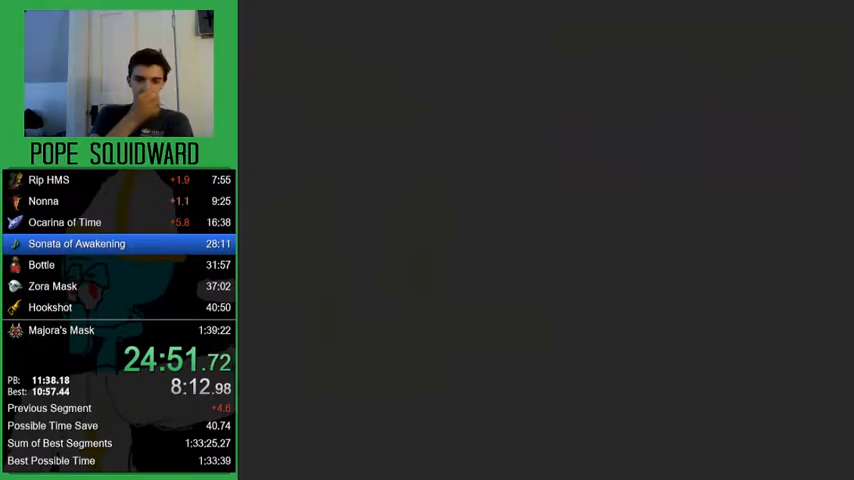 POPE SQUIDWARD
Rip HMS +1.9 7:55
Nonna +1.1 9:25
Ocarina of Time +5.8 16:38
Sonata of Awakening 28:11
Bottle 31:57
Zora Mask 37:02
Hookshot 40:50
Majora's Mask 1:39:22
24:51.72
PB: 11:38.18
Best: 10:57.44
8:12.98
Previous Segment +4.6
Possible Time Save 40.74
Sum of Best Segments 1:33:25.27
Best Possible Time 1:33:39